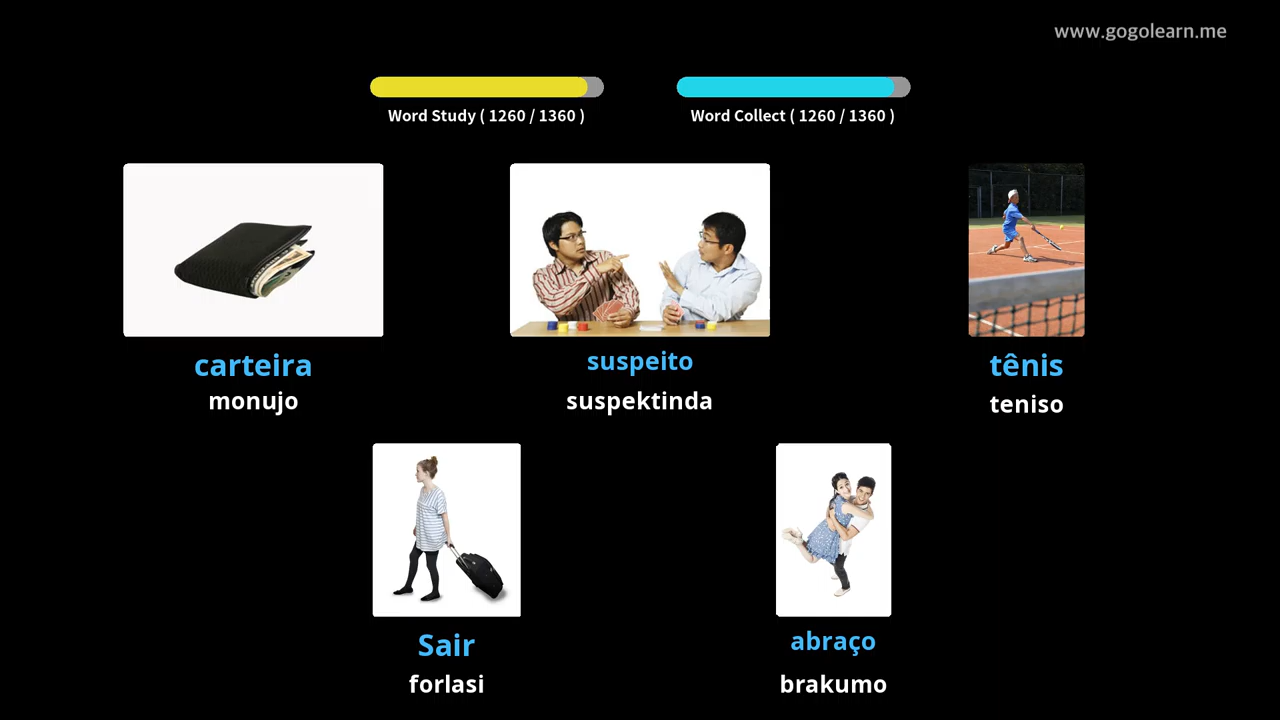 www.gogolearn.me
Word Study ( 1260 / 1360 )
Word Collect ( 1260 / 1360 )
carteira
monujo
suspeito
suspektinda
tênis
teniso
Sair
forlasi
abraço
brakumo